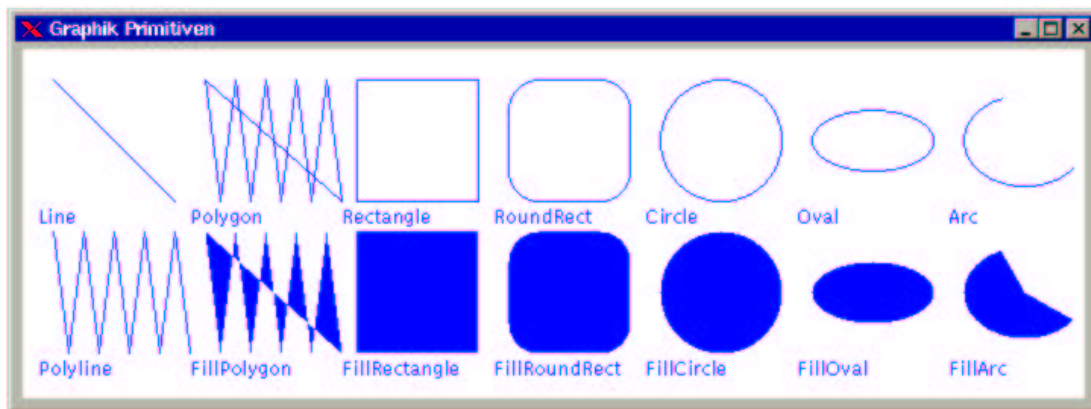 Graphik Primitiven
Line Polygon Rectangle RoundRect Circle Oval Arc
Polyline FillPolygon FillRectangle FillRoundRect FillCircle FillOval FillArc